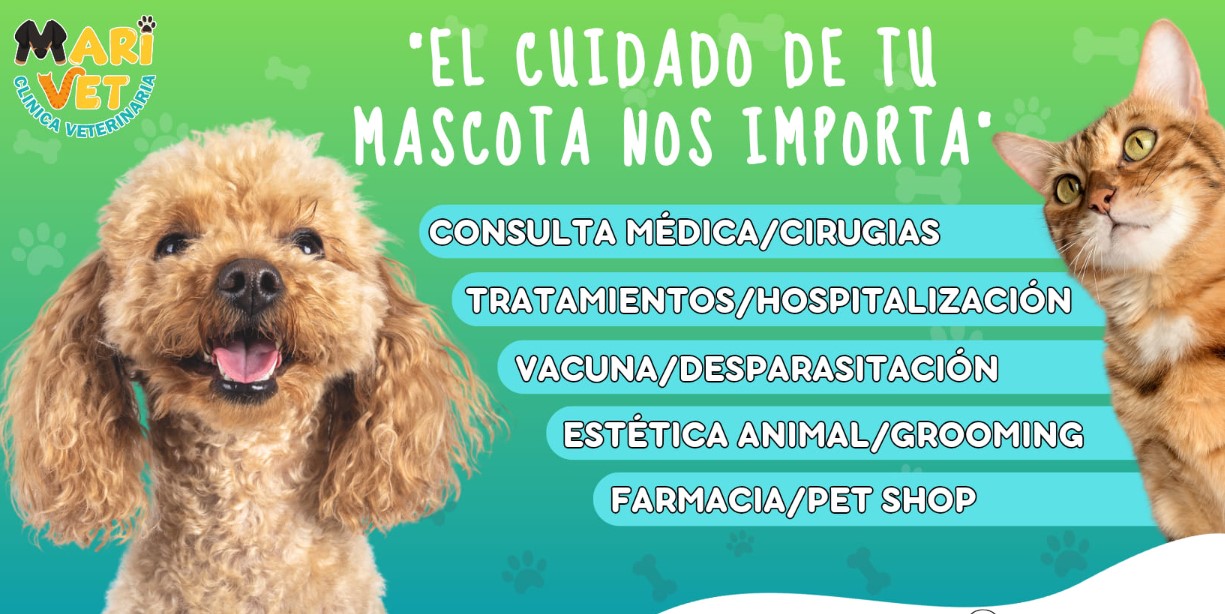 MARI
VET
CLINICA VETERINARIA
"EL CUIDADO DE TU
MASCOTA NOS IMPORTA"
CONSULTA MÉDICA/CIRUGIAS
TRATAMIENTOS/HOSPITALIZACIÓN
VACUNA/DESPARASITACIÓN
ESTÉTICA ANIMAL/GROOMING
FARMACIA/PET SHOP